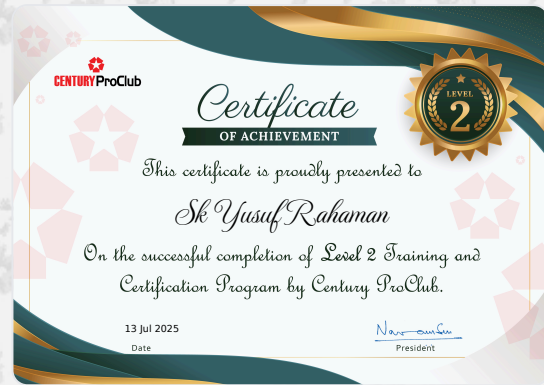 CENTURY ProClub
Certificate
OF ACHIEVEMENT
LEVEL
2
This certificate is proudly presented to
Sk Yusuf Rahaman
On the successful completion of Level 2 Training and
Certification Program by Century ProClub.
13 Jul 2025
Date
President